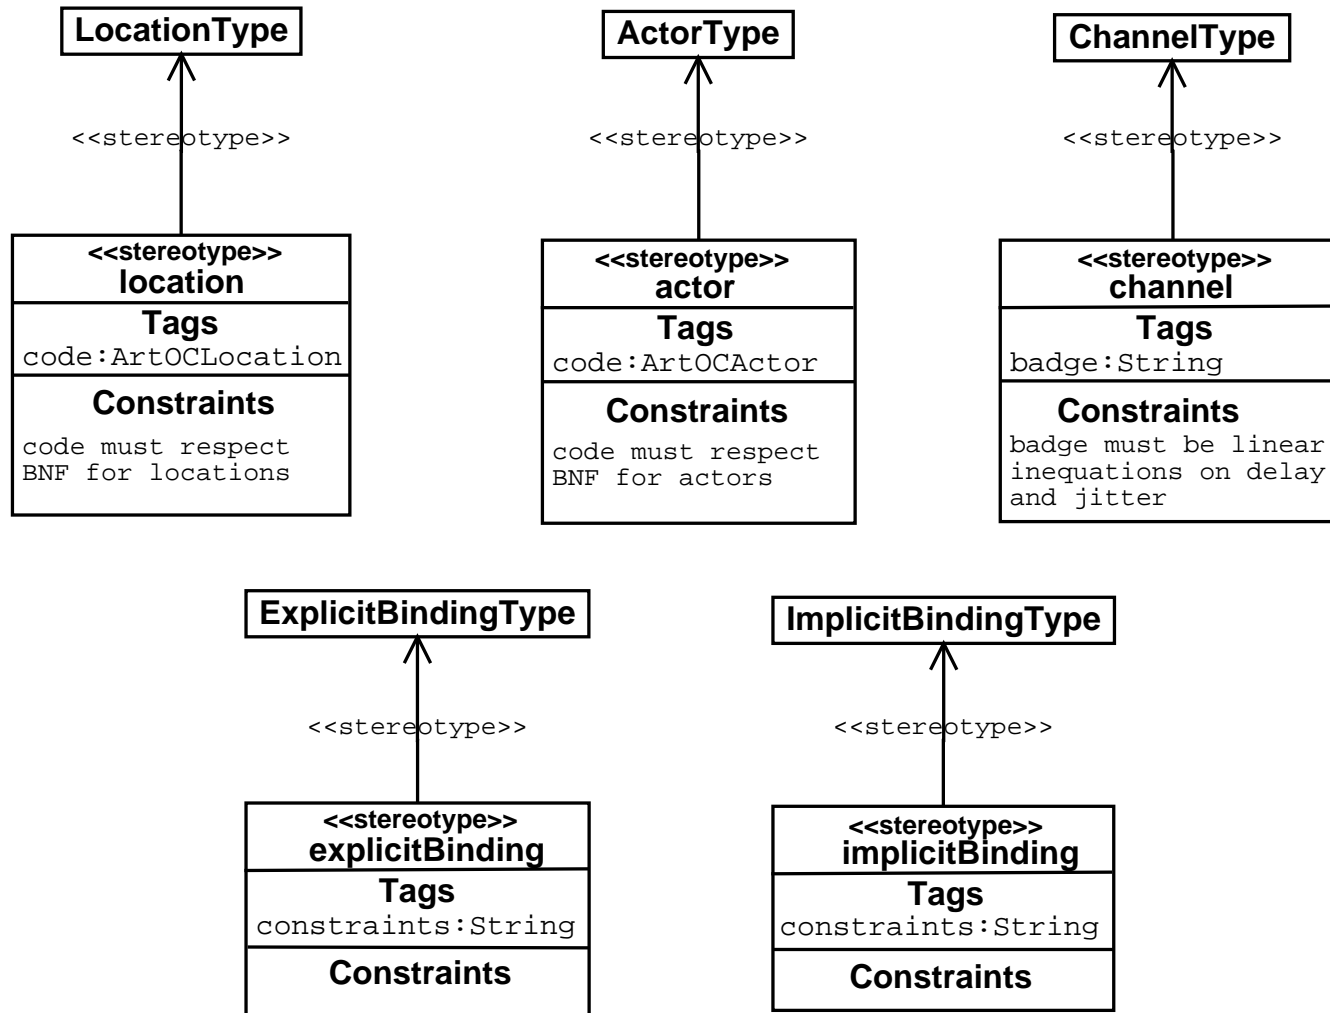 LocationType
<<stereotype>>
<<stereotype>>
location
Tags
code:ArtOCLocation
Constraints
code must respect
BNF for locations
ActorType
<<stereotype>>
<<stereotype>>
actor
Tags
code:ArtOCActor
Constraints
code must respect
BNF for actors
ChannelType
<<stereotype>>
<<stereotype>>
channel
Tags
badge:String
Constraints
badge must be linear
inequations on delay
and jitter
ExplicitBindingType
<<stereotype>>
<<stereotype>>
explicitBinding
Tags
constraints:String
Constraints
ImplicitBindingType
<<stereotype>>
<<stereotype>>
implicitBinding
Tags
constraints:String
Constraints